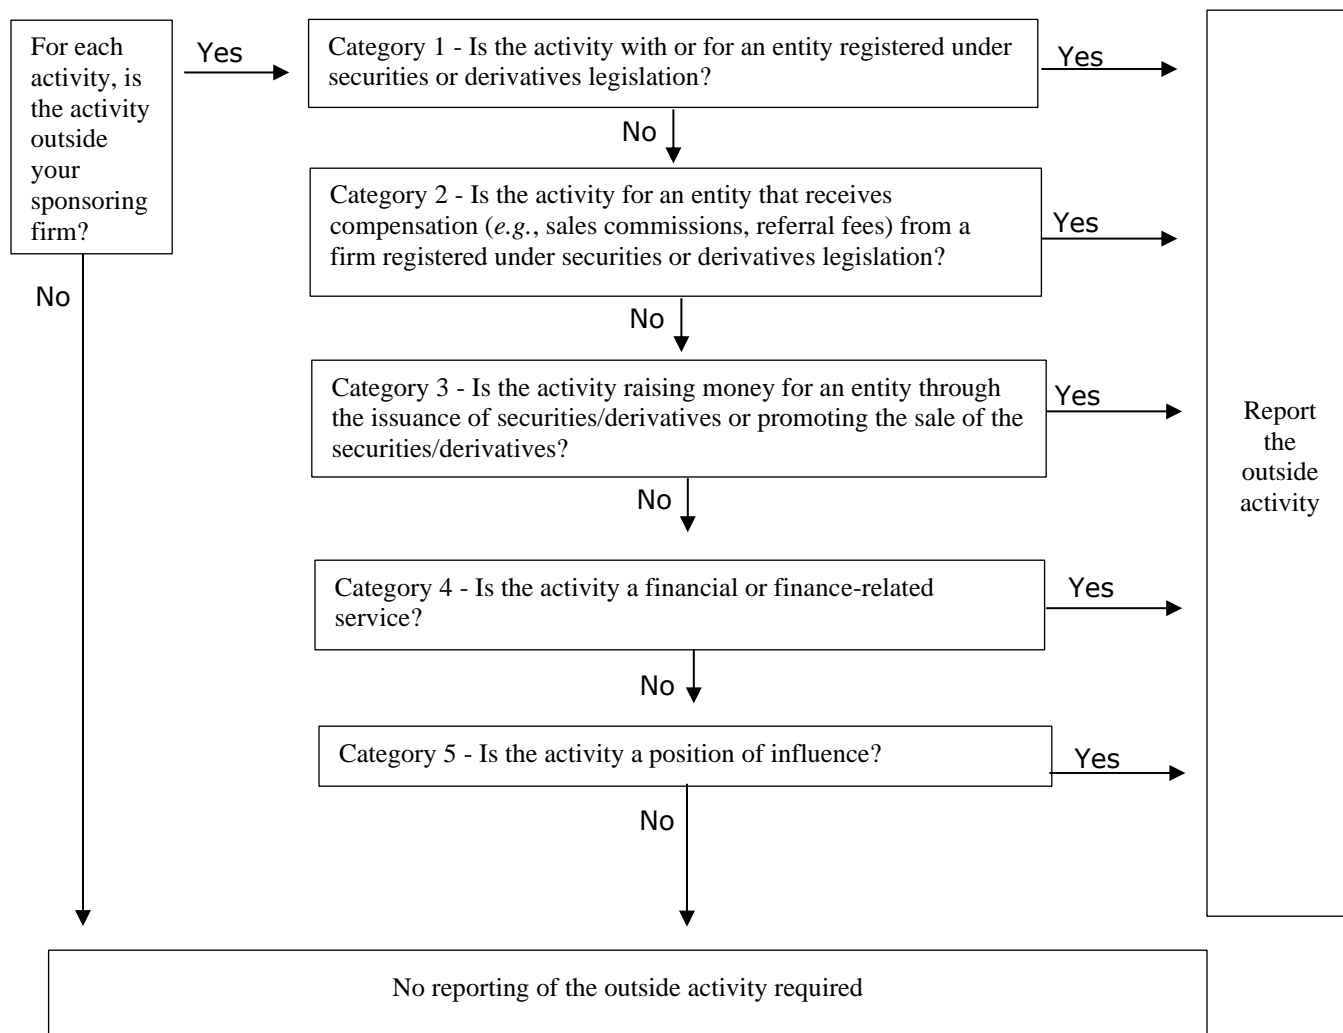 For each
activity, is
the activity
outside
your
sponsoring
firm?
Yes
Category 1 - Is the activity with or for an entity registered under
securities or derivatives legislation?
Yes
No
Category 2 - Is the activity for an entity that receives
compensation (e.g., sales commissions, referral fees) from a
firm registered under securities or derivatives legislation?
Yes
No
No
Category 3 - Is the activity raising money for an entity through
the issuance of securities/derivatives or promoting the sale of the
securities/derivatives?
Yes
No
Report
the
outside
activity
Category 4 - Is the activity a financial or finance-related
service?
Yes
No
Category 5 - Is the activity a position of influence?
Yes
No
No reporting of the outside activity required